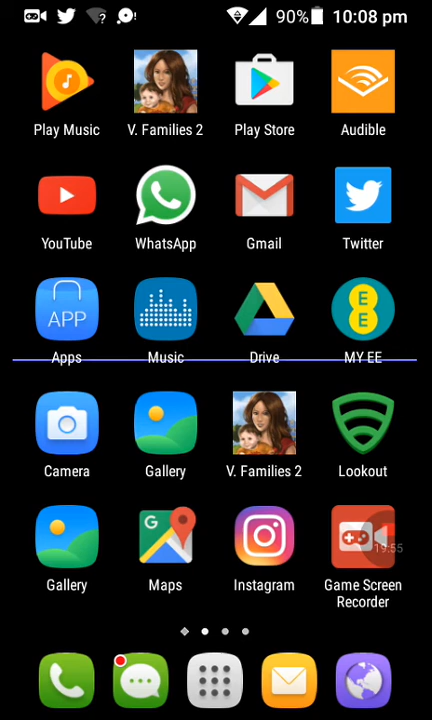 90% 10:08 pm
Play Music V. Families 2 Play Store Audible
YouTube WhatsApp Gmail Twitter
APP
E
E
Apps Music Drive MY EE
Camera Gallery V. Families 2 Lookout
G
19:55
Gallery Maps Instagram Game Screen
Recorder